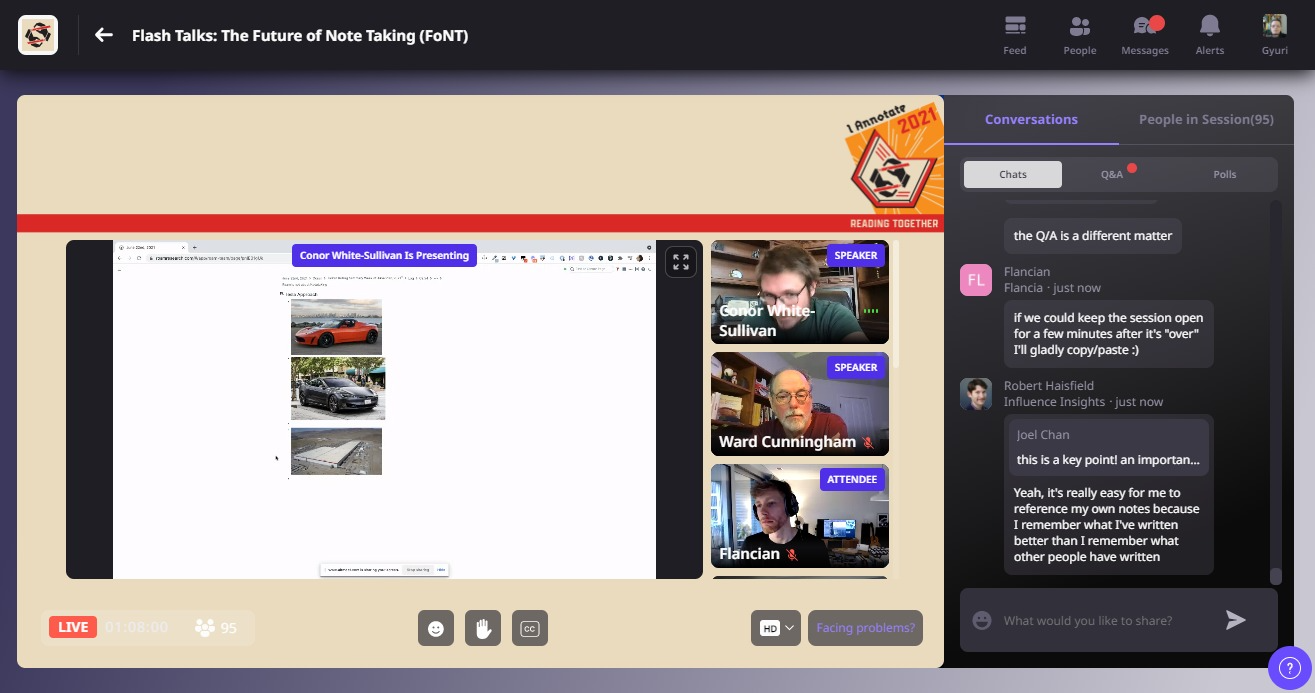 Flash Talks: The Future of Note Taking (FoNT)
Feed
People
Messages
Alerts
Gyuri
I Annotate
2021
READING TOGETHER
Conor White-Sullivan Is Presenting
Tesla Approach
Stop sharing
SPEAKER
Conor White-
Sullivan
SPEAKER
Ward Cunningham
ATTENDEE
Flancian
LIVE
01:08:00
95
CC
HD
Facing problems?
Conversations
People in Session(95)
Chats
Q&A
Polls
the Q/A is a different matter
FL
Flancian
Flancia · just now
if we could keep the session open
for a few minutes after it's "over"
I'll gladly copy/paste :)
Robert Haisfield
Influence Insights · just now
Joel Chan
this is a key point! an importan...
Yeah, it's really easy for me to
reference my own notes because
I remember what I've written
better than I remember what
other people have written
What would you like to share?
?